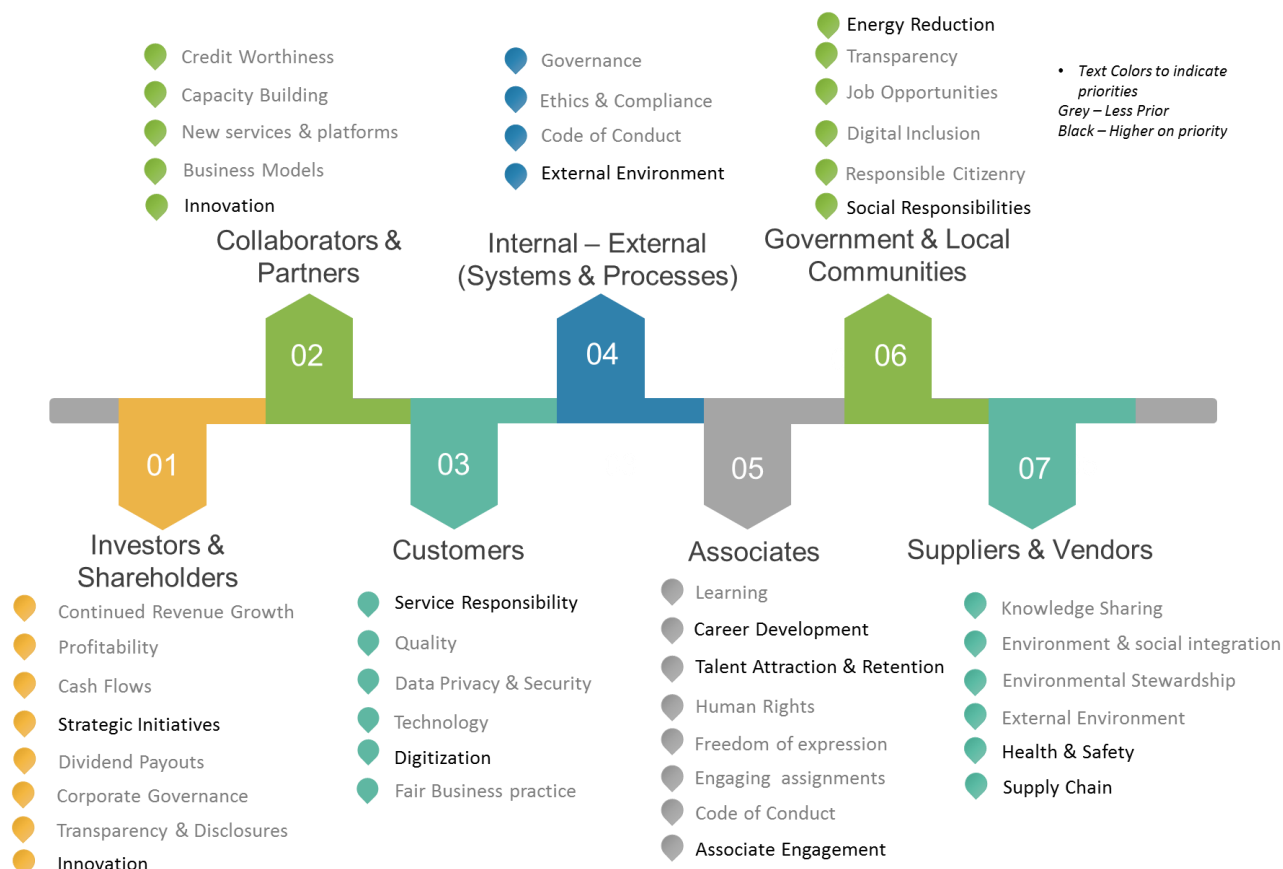 Credit Worthiness
Capacity Building
New services & platforms
Business Models
Innovation
Collaborators &
Partners
Governance
Ethics & Compliance
Code of Conduct
External Environment
Internal – External
(Systems & Processes)
Energy Reduction
Transparency
Job Opportunities
Digital Inclusion
Responsible Citizenry
Social Responsibilities
Government & Local
Communities
• Text Colors to indicate
priorities
Grey – Less Prior
Black – Higher on priority
02
04
06
01
03
05
07
Investors &
Shareholders
Continued Revenue Growth
Profitability
Cash Flows
Strategic Initiatives
Dividend Payouts
Corporate Governance
Transparency & Disclosures
Innovation
Customers
Service Responsibility
Quality
Data Privacy & Security
Technology
Digitization
Fair Business practice
Associates
Learning
Career Development
Talent Attraction & Retention
Human Rights
Freedom of expression
Engaging assignments
Code of Conduct
Associate Engagement
Suppliers & Vendors
Knowledge Sharing
Environment & social integration
Environmental Stewardship
External Environment
Health & Safety
Supply Chain